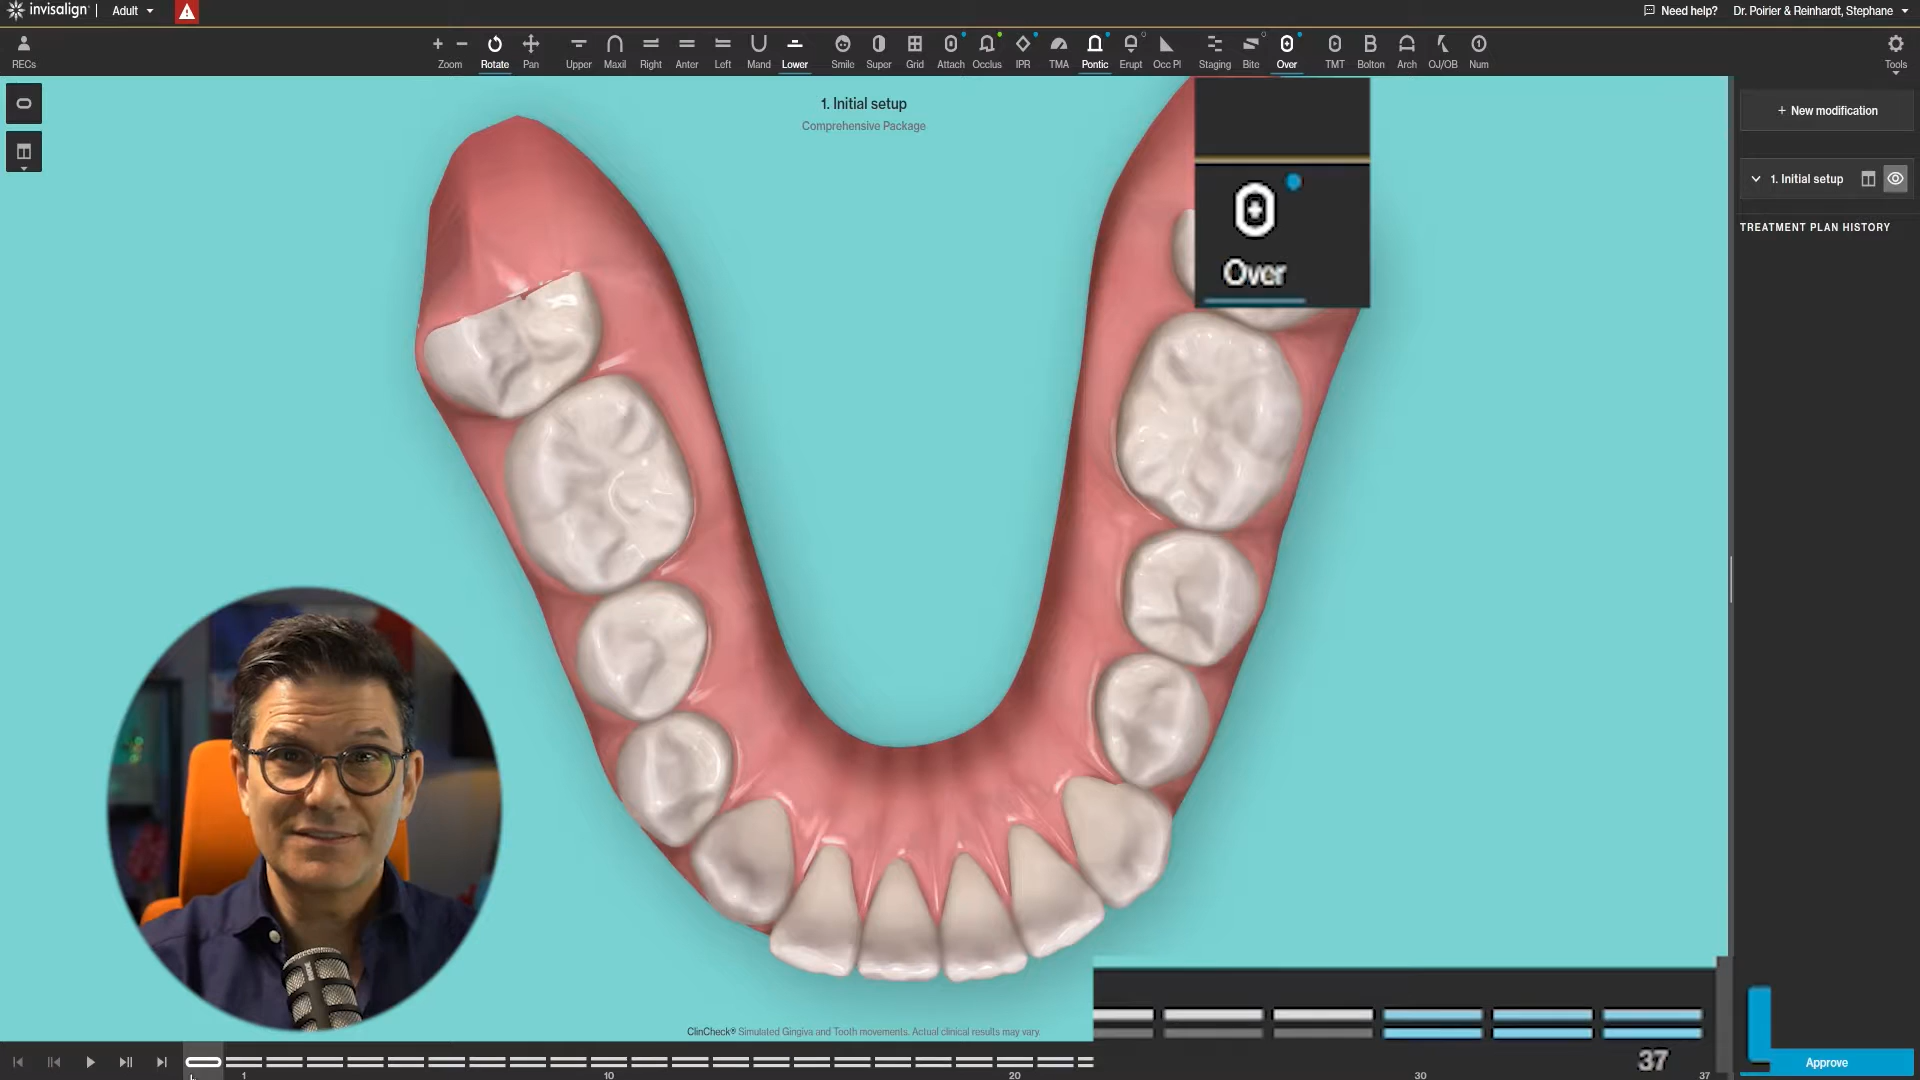 invisalign
Adult
Need help?
Dr. Poirier & Reinhardt, Stephane
RECs
Zoom
Rotate
Pan
Upper
Maxil
Right
Anter
Left
Mand
Lower
Smile
Super
Grid
Attach
Occlus
IPR
TMA
Pontic
Erupt
Occ Pl
Staging
Bite
Over
TMT
Bolton
Arch
OJ/OB
Num
Tools
1. Initial setup
Comprehensive Package
+ New modification
1. Initial setup
TREATMENT PLAN HISTORY
Over
ClinCheck® Simulated Gingiva and Tooth movements. Actual clinical results may vary.
37
Approve
1
10
20
30
37